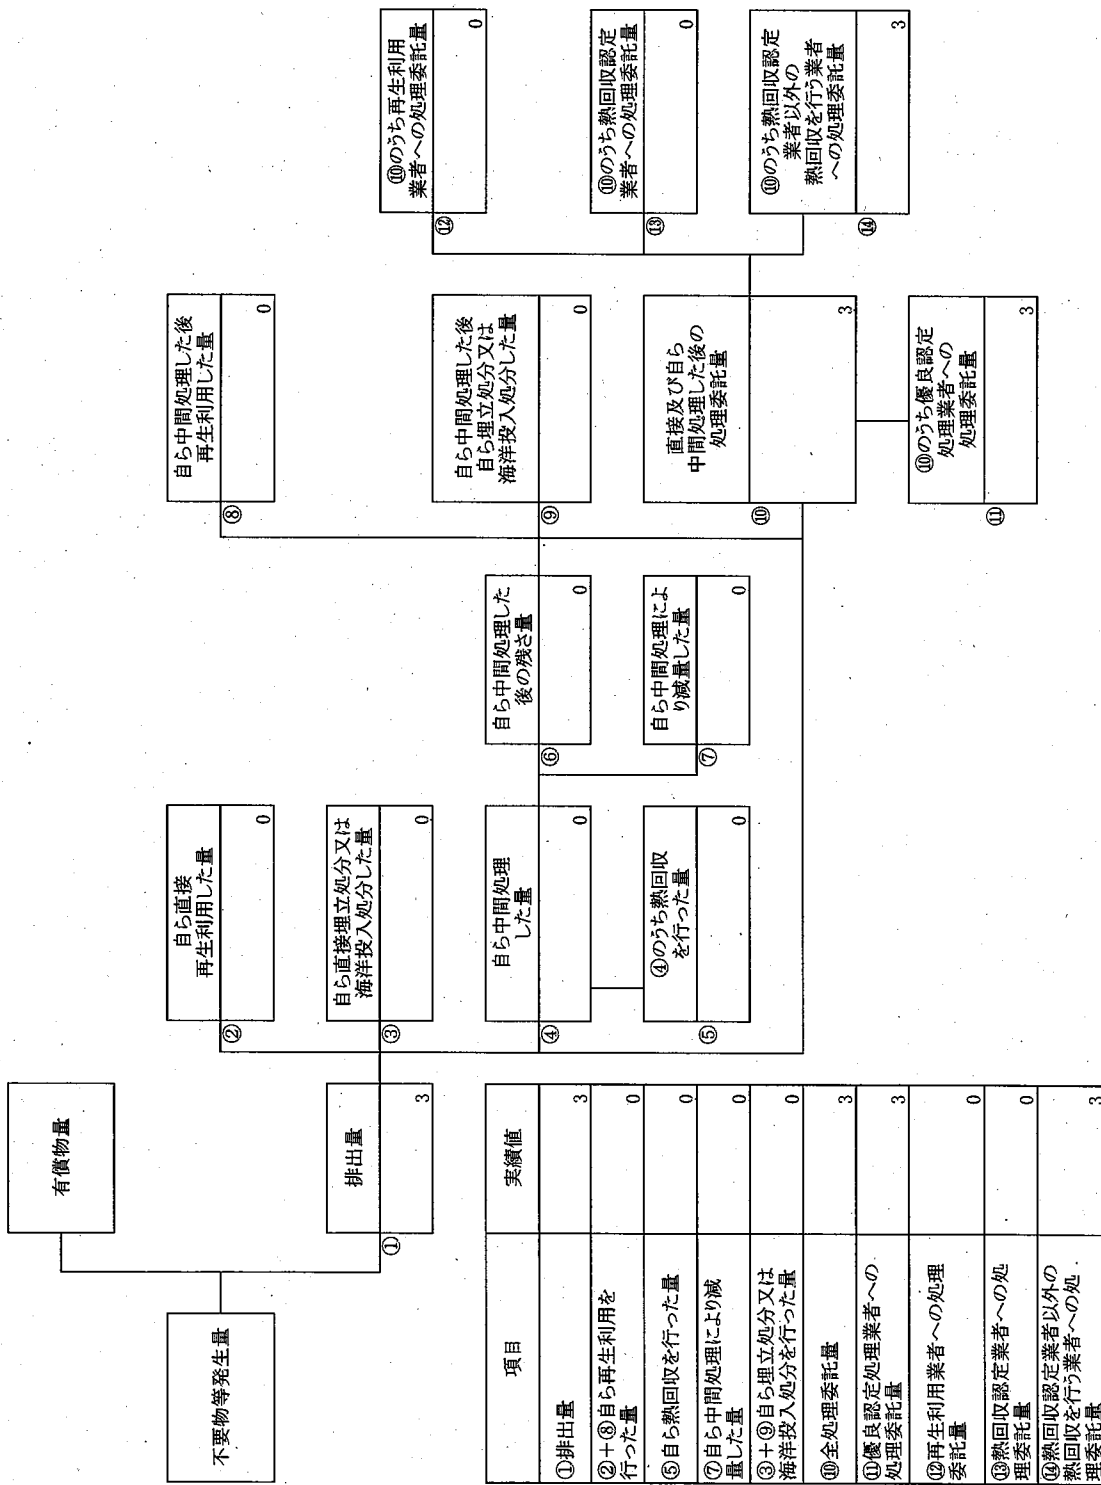 不要物等発生量
有償物量
排出量
①
3
自ら直接
再生利用した量
②
0
自ら直接埋立処分又は
海洋投入処分した量
③
0
自ら中間処理
した量
④
0
④のうち熱回収
を行った量
⑤
0
自ら中間処理した
後の残さ量
⑥
0
自ら中間処理によ
り減量した量
⑦
0
自ら中間処理した後
再生利用した量
⑧
0
自ら中間処理した後
自ら埋立処分又は
海洋投入処分した量
⑨
0
直接及び自ら
中間処理した後の
処理委託量
⑩
3
⑩のうち優良認定
処理業者への
処理委託量
⑪
3
⑩のうち再生利用
業者への処理委託量
⑫
0
⑩のうち熱回収認定
業者への処理委託量
⑬
0
⑩のうち熱回収認定
業者以外の
熱回収を行う業者
への処理委託量
⑭
3
項目 実績値
①排出量 3
②+⑧自ら再生利用を
行った量 0
⑤自ら熱回収を行った量 0
⑦自ら中間処理により減
量した量 0
③+⑨自ら埋立処分又は
海洋投入処分を行った量 0
⑩全処理委託量 3
⑪優良認定処理業者への
処理委託量 3
⑫再生利用業者への処理
委託量 0
⑬熱回収認定業者への処
理委託量 0
⑭熱回収認定業者以外の
熱回収を行う業者への処
理委託量 3